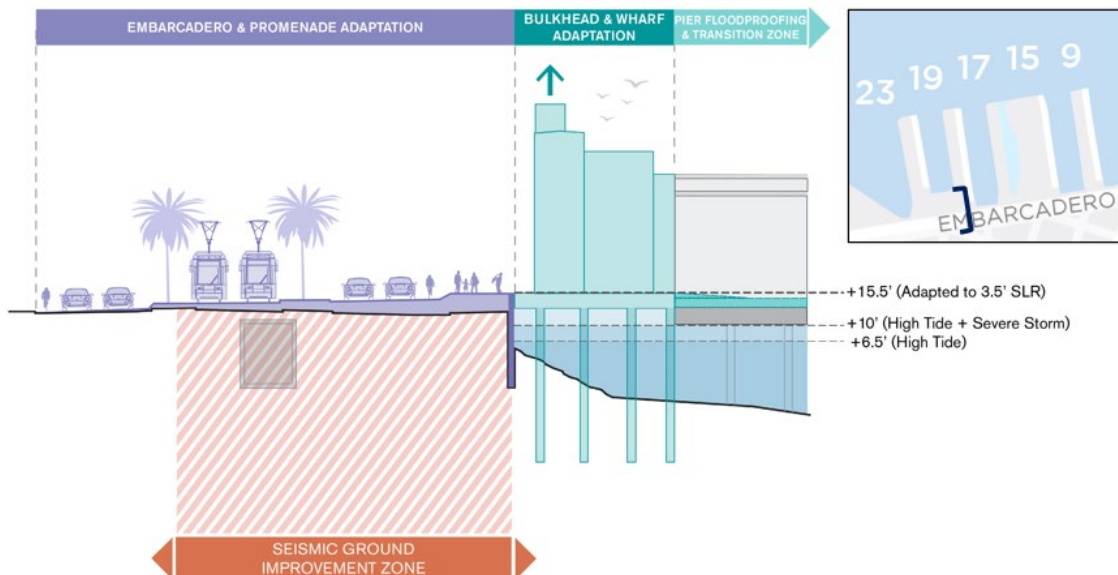 EMBARCADERO & PROMENADE ADAPTATION
BULKHEAD & WHARF
ADAPTATION
PIER FLOODPROOFING
& TRANSITION ZONE
23 19 17 15 9
EMBARCADERO
+15.5' (Adapted to 3.5' SLR)
+10' (High Tide + Severe Storm)
+6.5' (High Tide)
SEISMIC GROUND
IMPROVEMENT ZONE